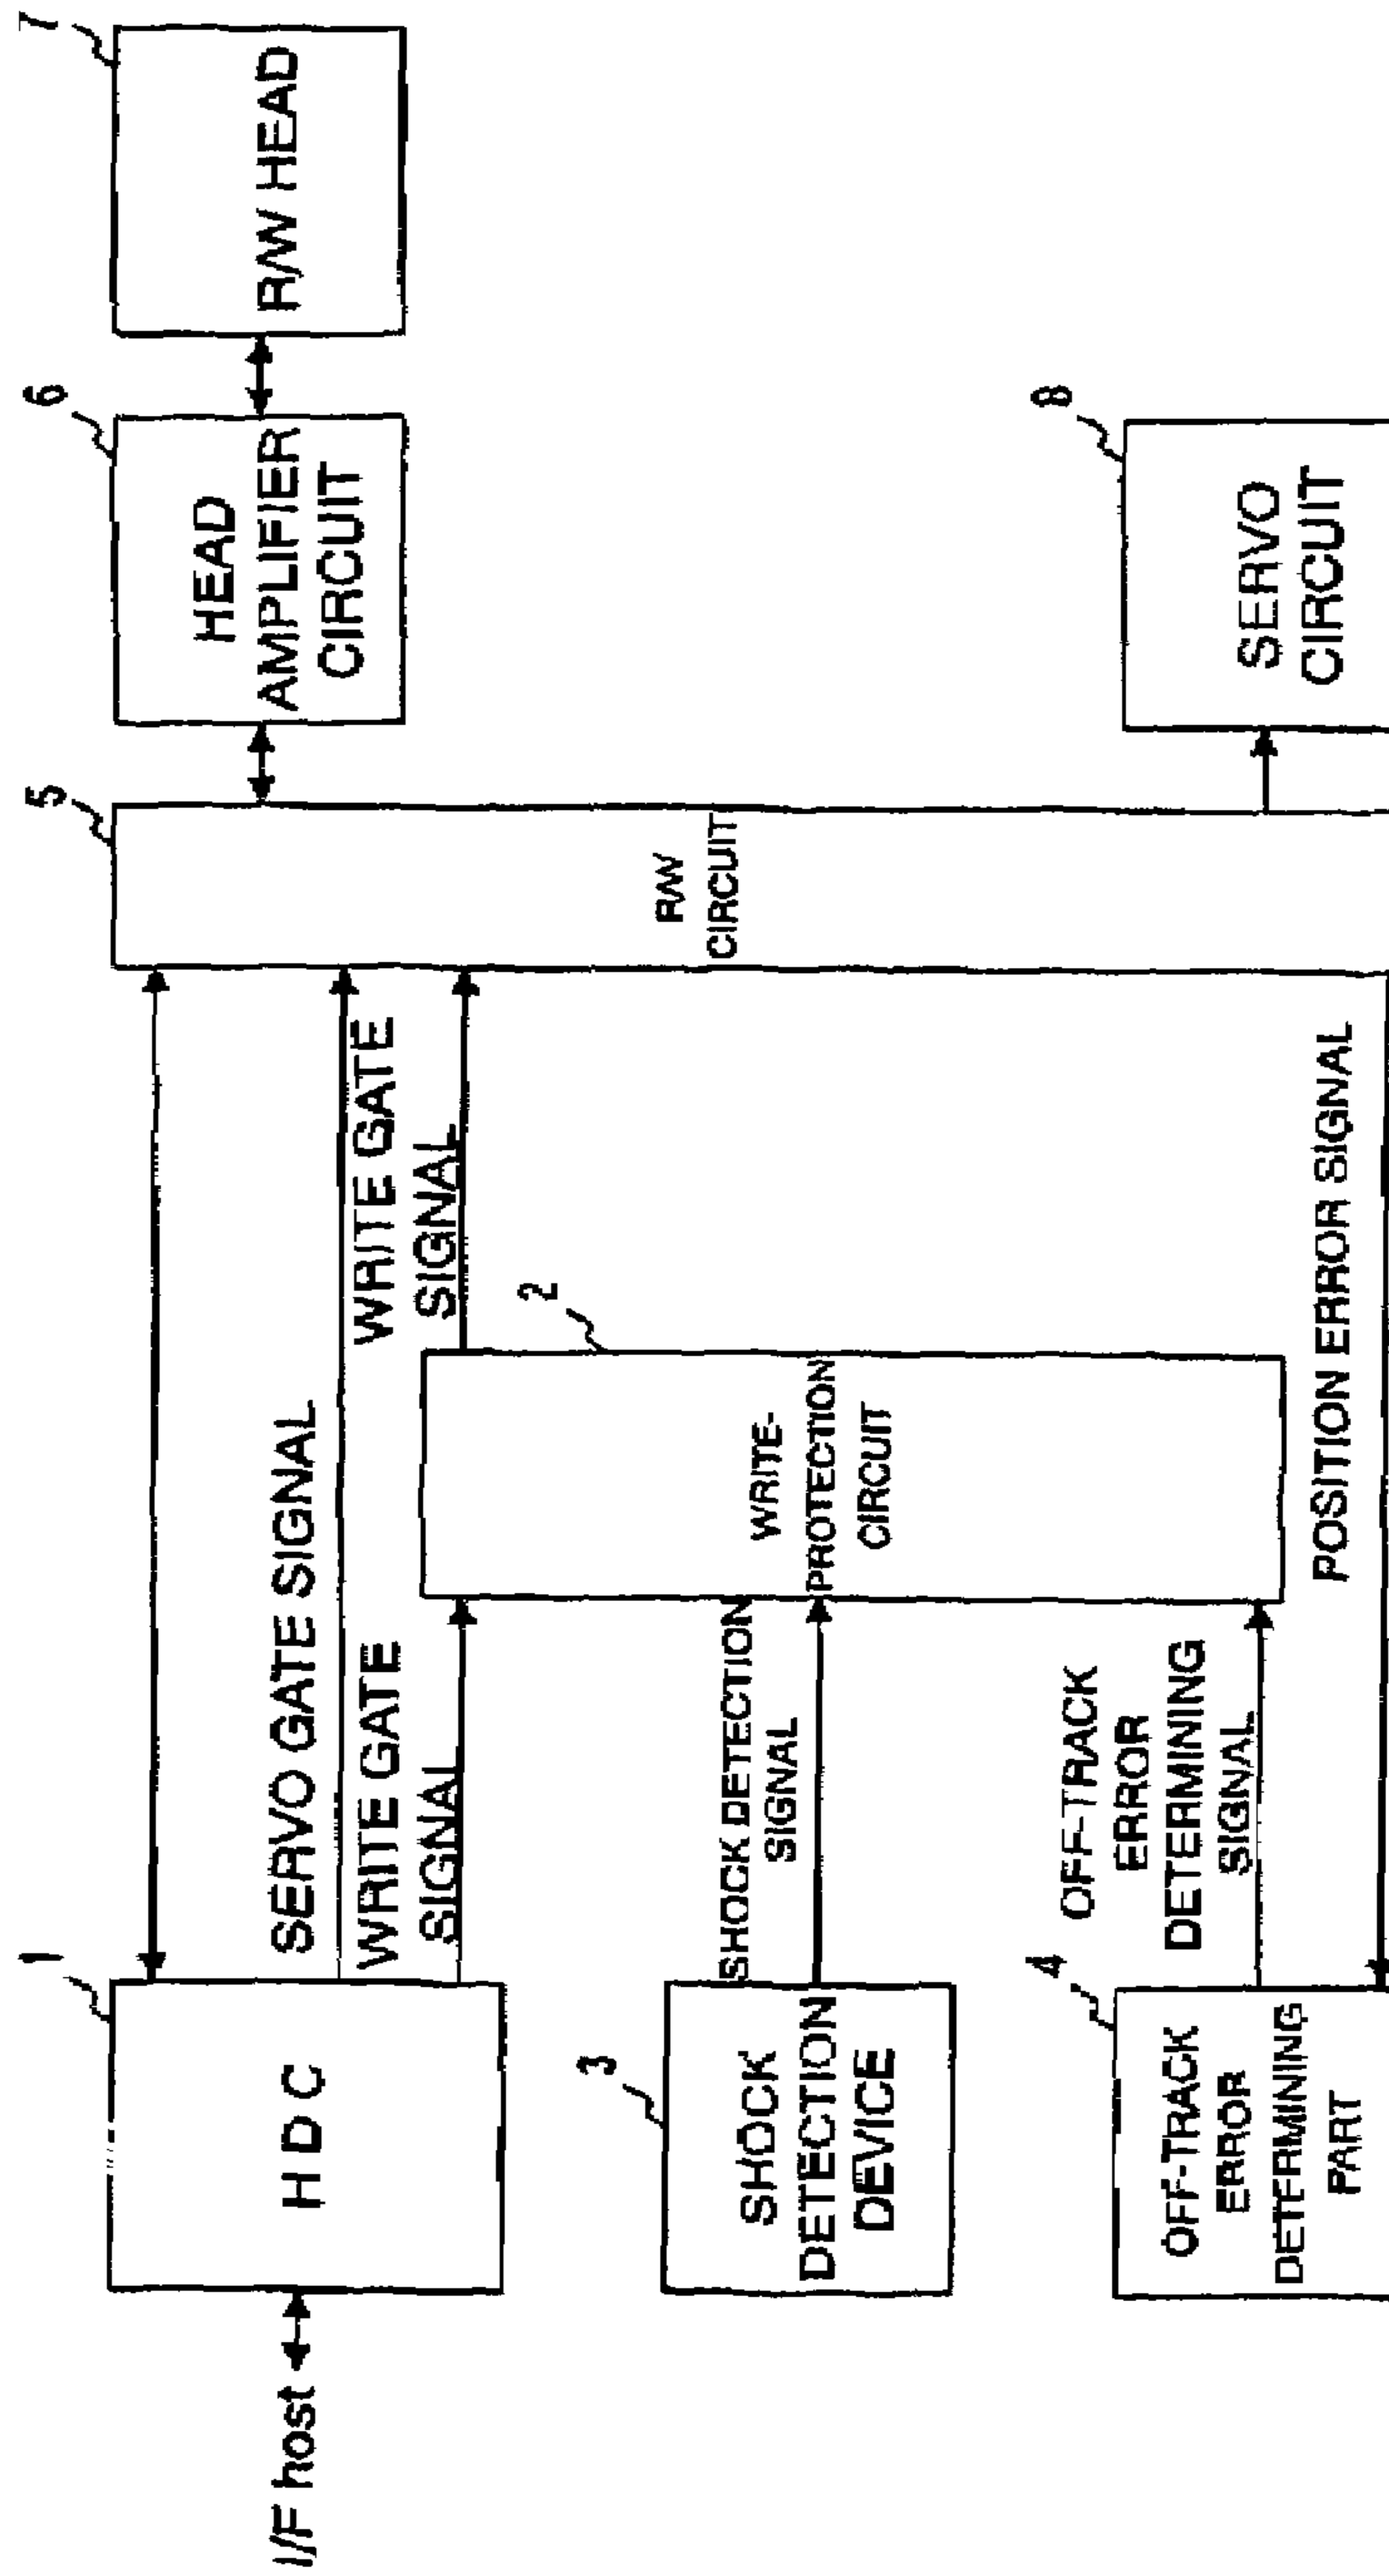 1
5
6
7
I/F host
H D C
SERVO GATE SIGNAL
WRITE GATE
SIGNAL
WRITE GATE
SIGNAL
HEAD
AMPLIFIER
CIRCUIT
R/W HEAD
2
3
SHOCK
DETECTION
DEVICE
SHOCK DETECTION
SIGNAL
WRITE-
PROTECTION
CIRCUIT
R/W
CIRCUIT
4
8
OFF-TRACK
ERROR
DETERMINING
PART
OFF-TRACK
ERROR
DETERMINING
SIGNAL
POSITION ERROR SIGNAL
SERVO
CIRCUIT